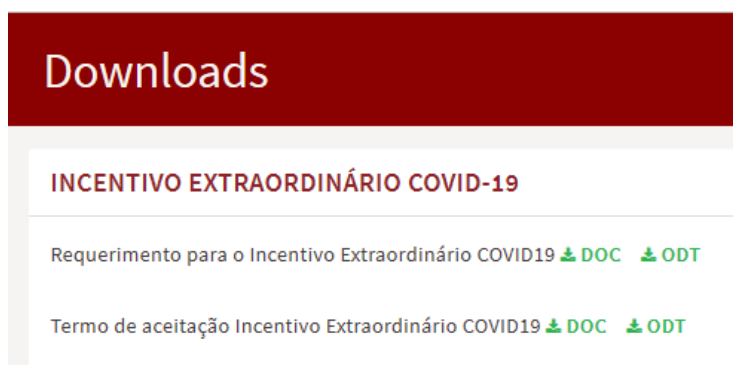 Downloads
INCENTIVO EXTRAORDINÁRIO COVID-19
Requerimento para o Incentivo Extraordinário COVID19 DOC ODT
Termo de aceitação Incentivo Extraordinário COVID19 DOC ODT